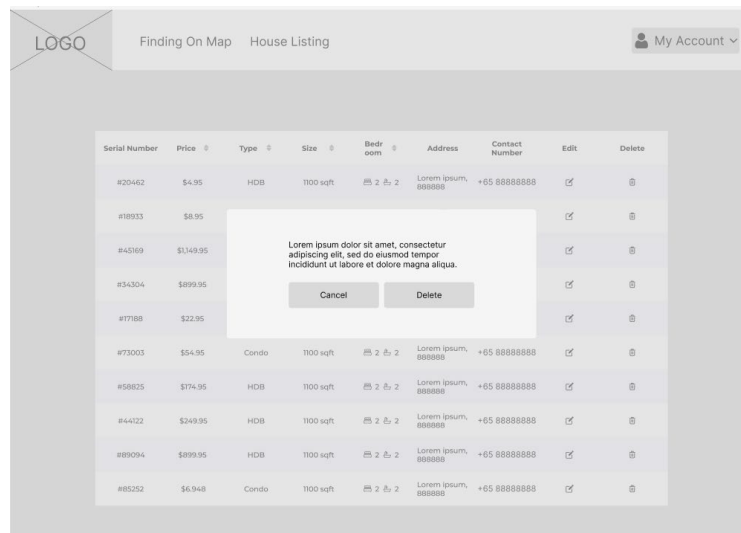 LOGO Finding On Map House Listing My Account
Serial Number Price Type Size Bedr oom Address Contact Number Edit Delete
#20462 $4.95 HDB 1100 sqft 2 2 Lorem ipsum, 888888 +65 88888888
#18933 $8.95
#45169 $1,149.95
#34304 $899.95
#17188 $22.95
Lorem ipsum dolor sit amet, consectetur
adipiscing elit, sed do eiusmod tempor
incididunt ut labore et dolore magna aliqua.
Cancel Delete
#73003 $54.95 Condo 1100 sqft 2 2 Lorem ipsum, 888888 +65 88888888
#58825 $174.95 HDB 1100 sqft 2 2 Lorem ipsum, 888888 +65 88888888
#44122 $249.95 HDB 1100 sqft 2 2 Lorem ipsum, 888888 +65 88888888
#89094 $899.95 HDB 1100 sqft 2 2 Lorem ipsum, 888888 +65 88888888
#85252 $6.948 Condo 1100 sqft 2 2 Lorem ipsum, 888888 +65 88888888